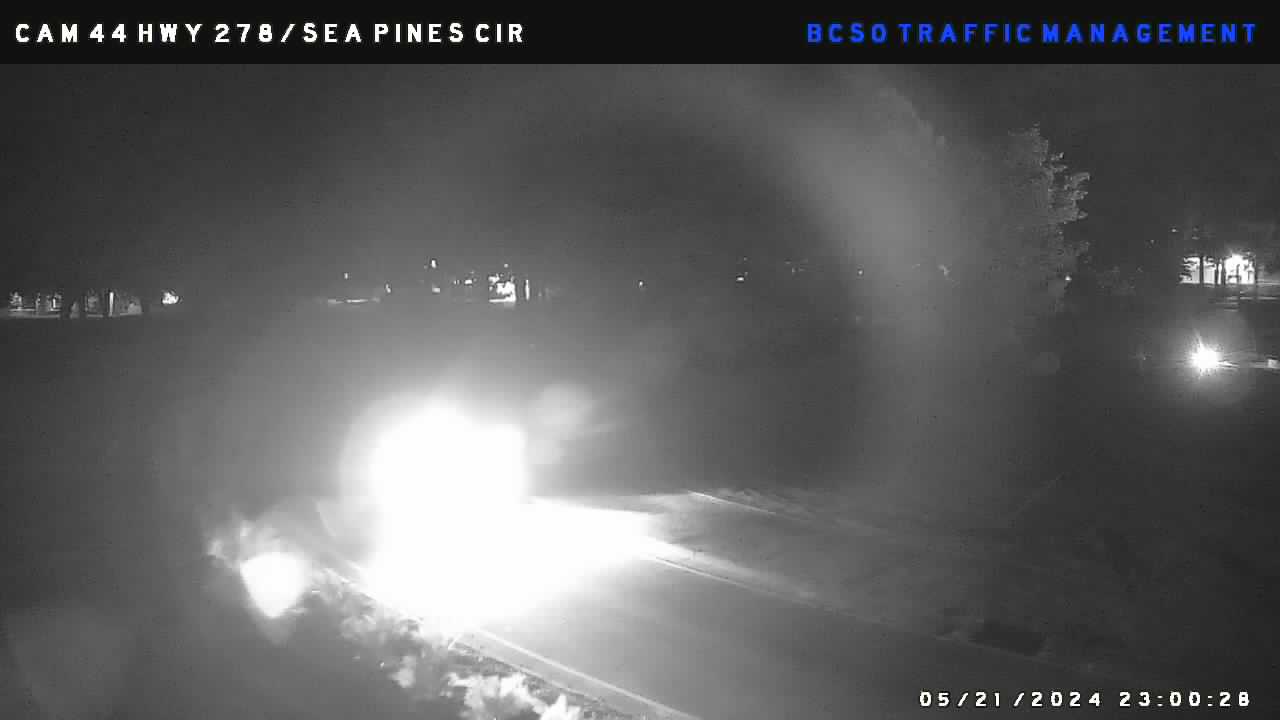 CAM 44 HWY 278/SEA PINES CIR
BCSO TRAFFIC MANAGEMENT
05/21/2024 23:00:28